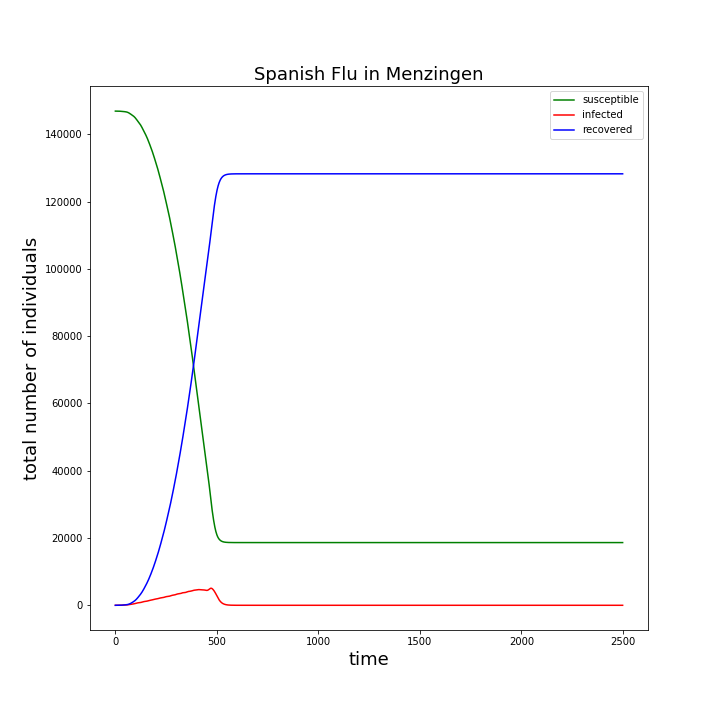 Spanish Flu in Menzingen
susceptible
infected
recovered
140000
120000
100000
80000
60000
40000
20000
0
total number of individuals
0 500 1000 1500 2000 2500
time